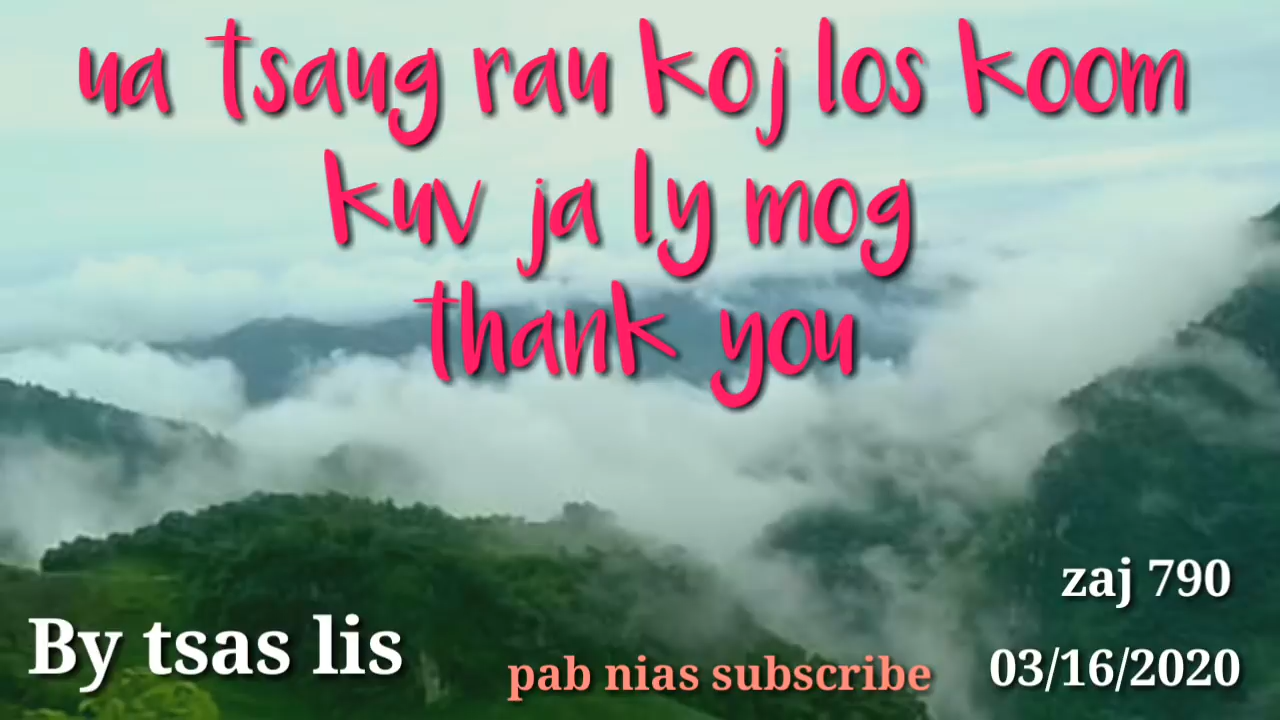 ua tsaug rau koj los koom
kuv ja ly mog
thank you
zaj 790
By tsas lis
pab nias subscribe
03/16/2020